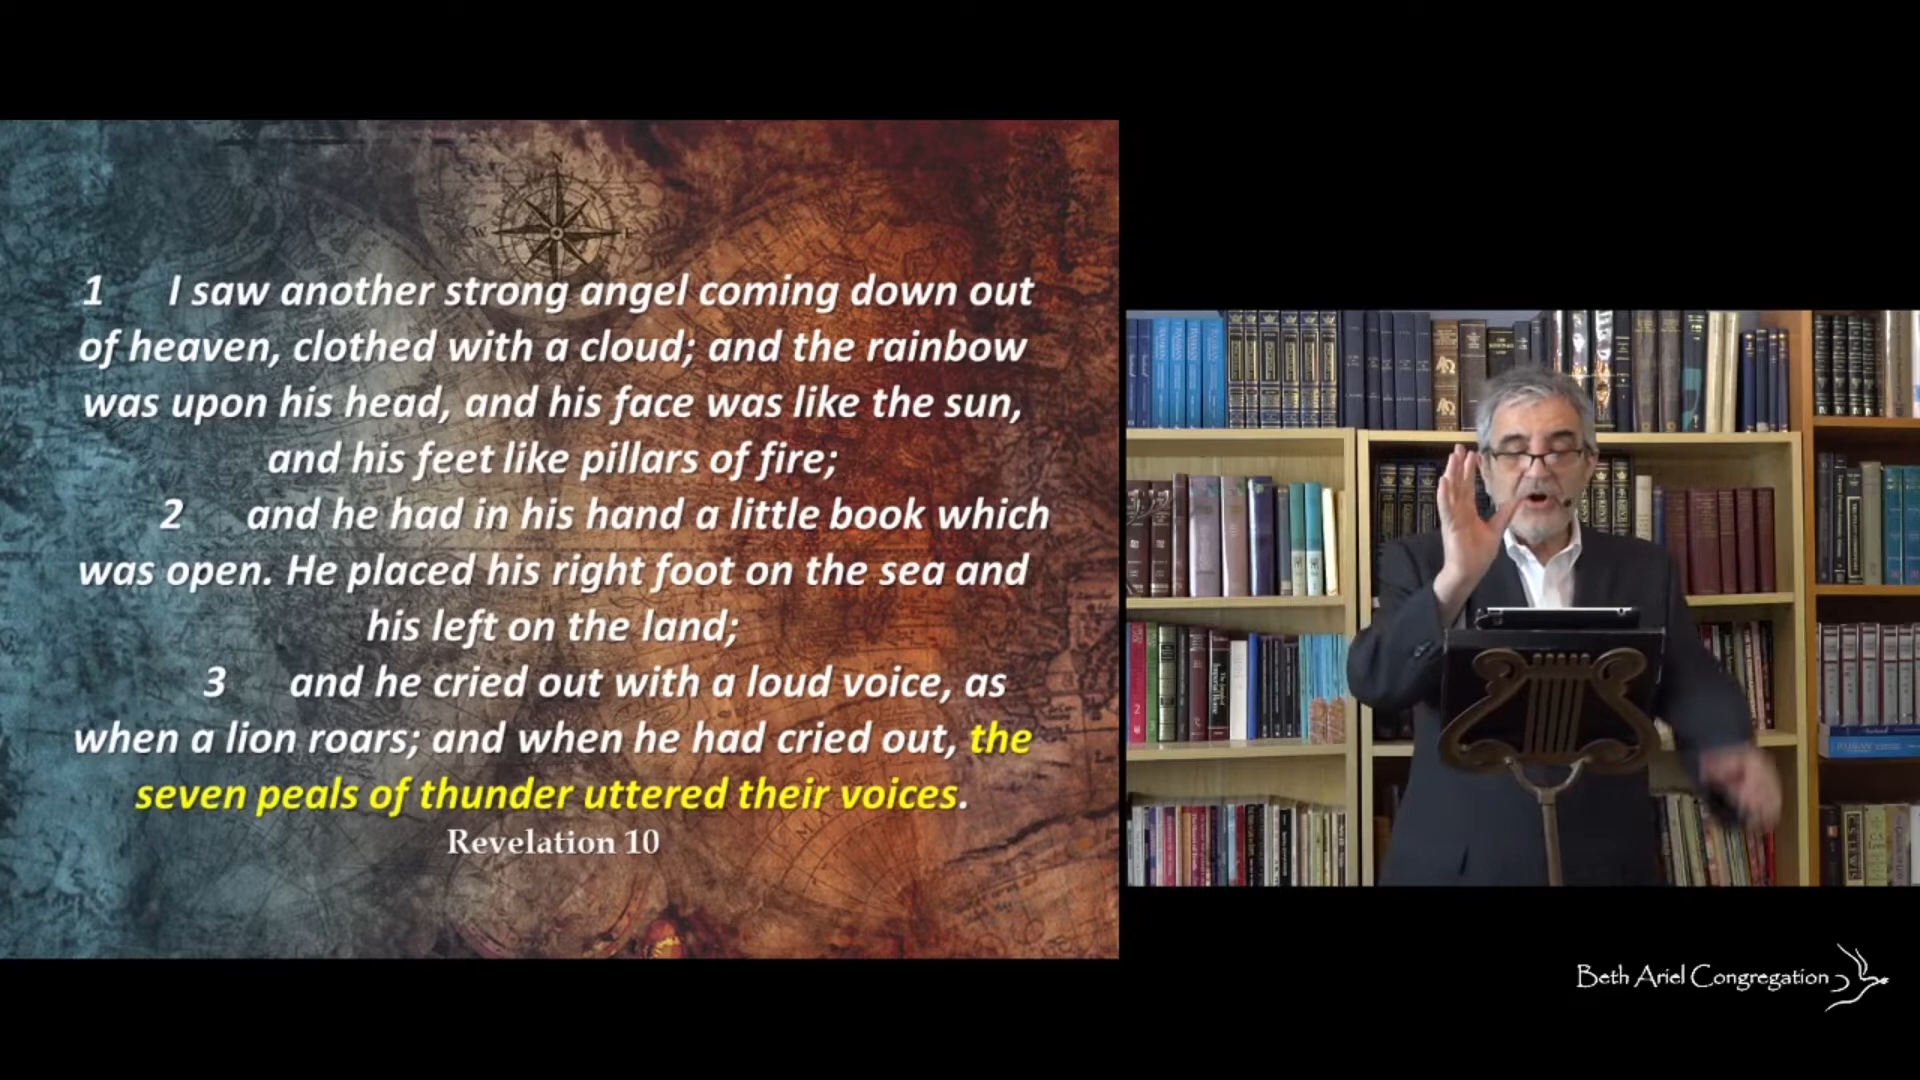 N
W
E
1 I saw another strong angel coming down out
of heaven, clothed with a cloud; and the rainbow
was upon his head, and his face was like the sun,
and his feet like pillars of fire;
2 and he had in his hand a little book which
was open. He placed his right foot on the sea and
his left on the land;
3 and he cried out with a loud voice, as
when a lion roars; and when he had cried out, the
seven peals of thunder uttered their voices.
Revelation 10
Beth Ariel Congregation